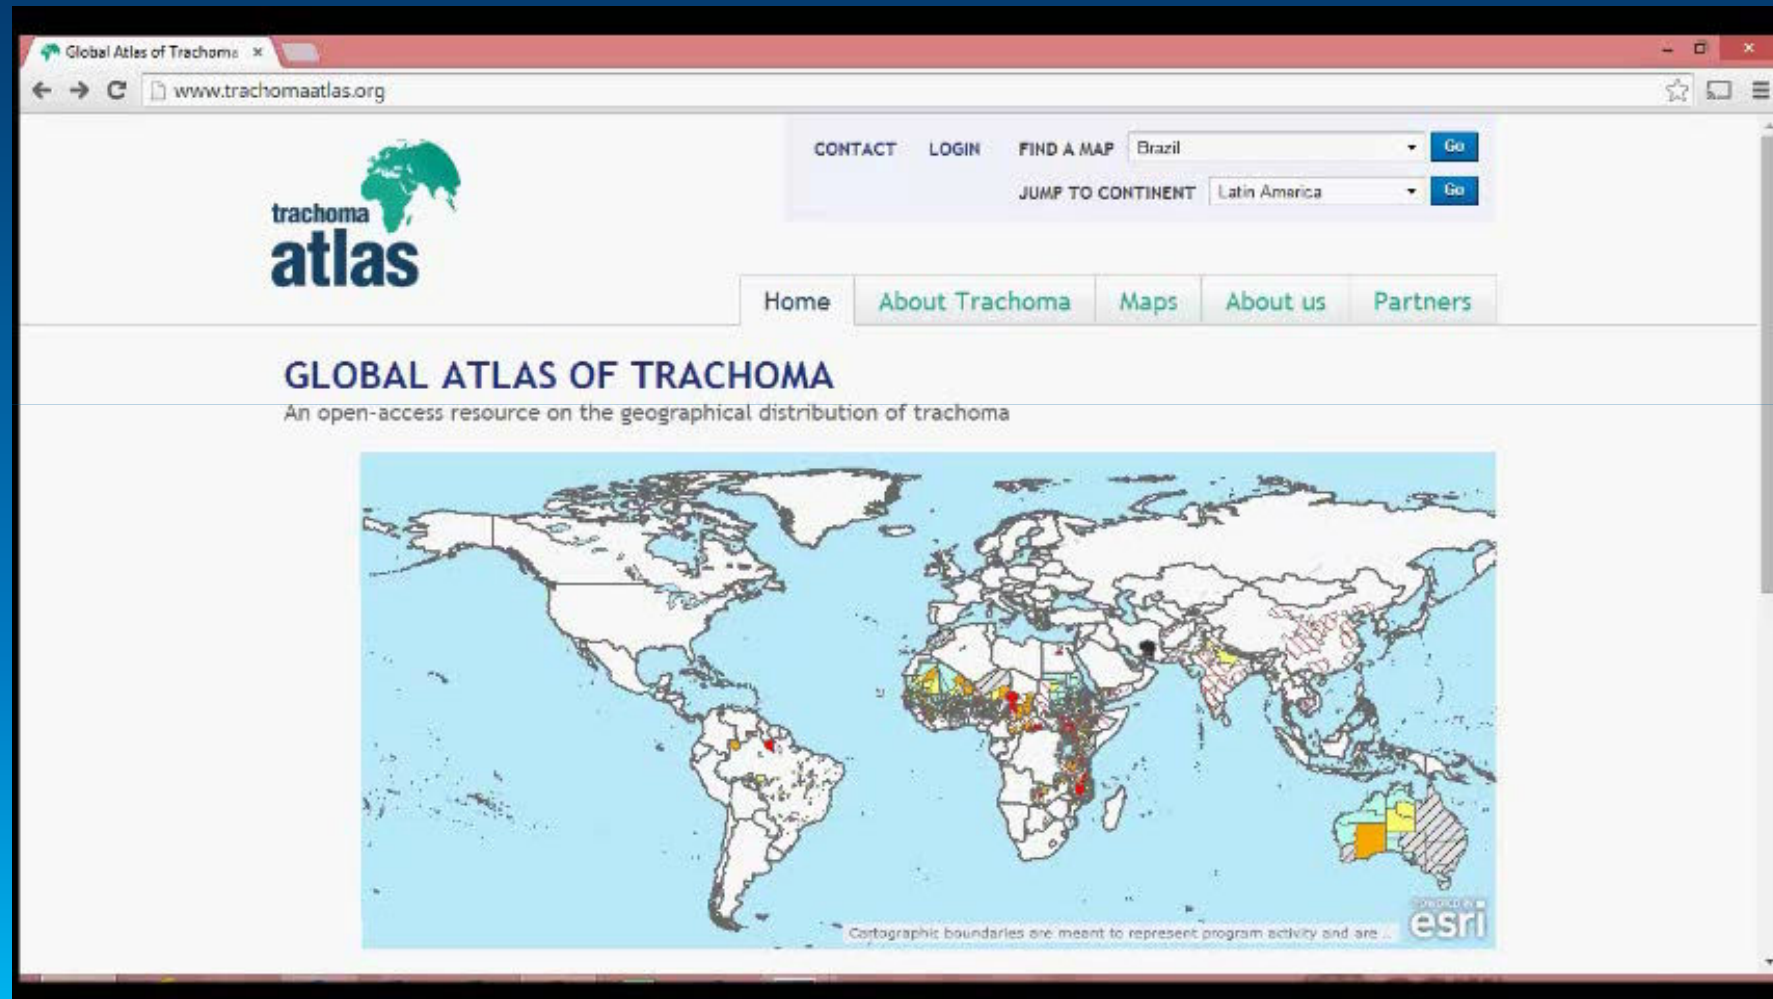 Global Atlas of Trachoma
www.trachomaatlas.org
trachoma
atlas
CONTACT LOGIN FIND A MAP Brazil Go
JUMP TO CONTINENT Latin America Go
Home About Trachoma Maps About us Partners
GLOBAL ATLAS OF TRACHOMA
An open-access resource on the geographical distribution of trachoma
Cartographic boundaries are meant to represent program activity and are ...
POWERED BY
esri